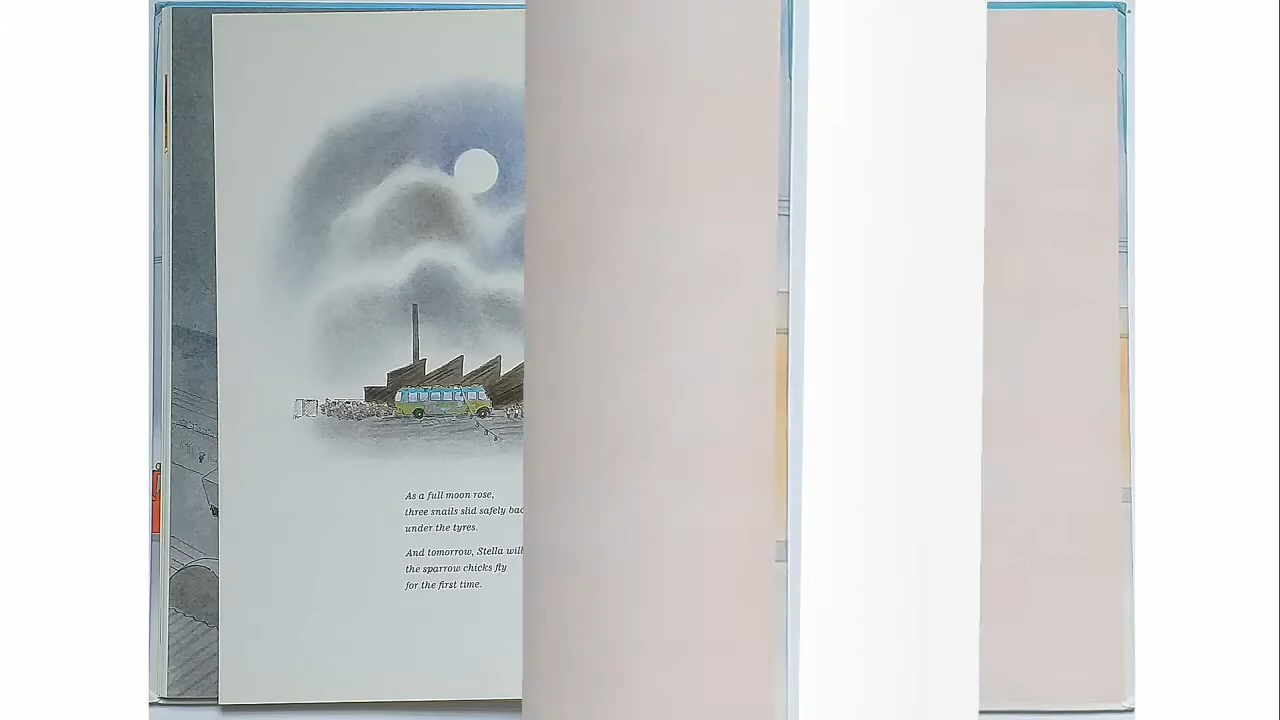 As a full moon rose,
three snails slid safely bac
under the tyres.
And tomorrow, Stella will
the sparrow chicks fly
for the first time.